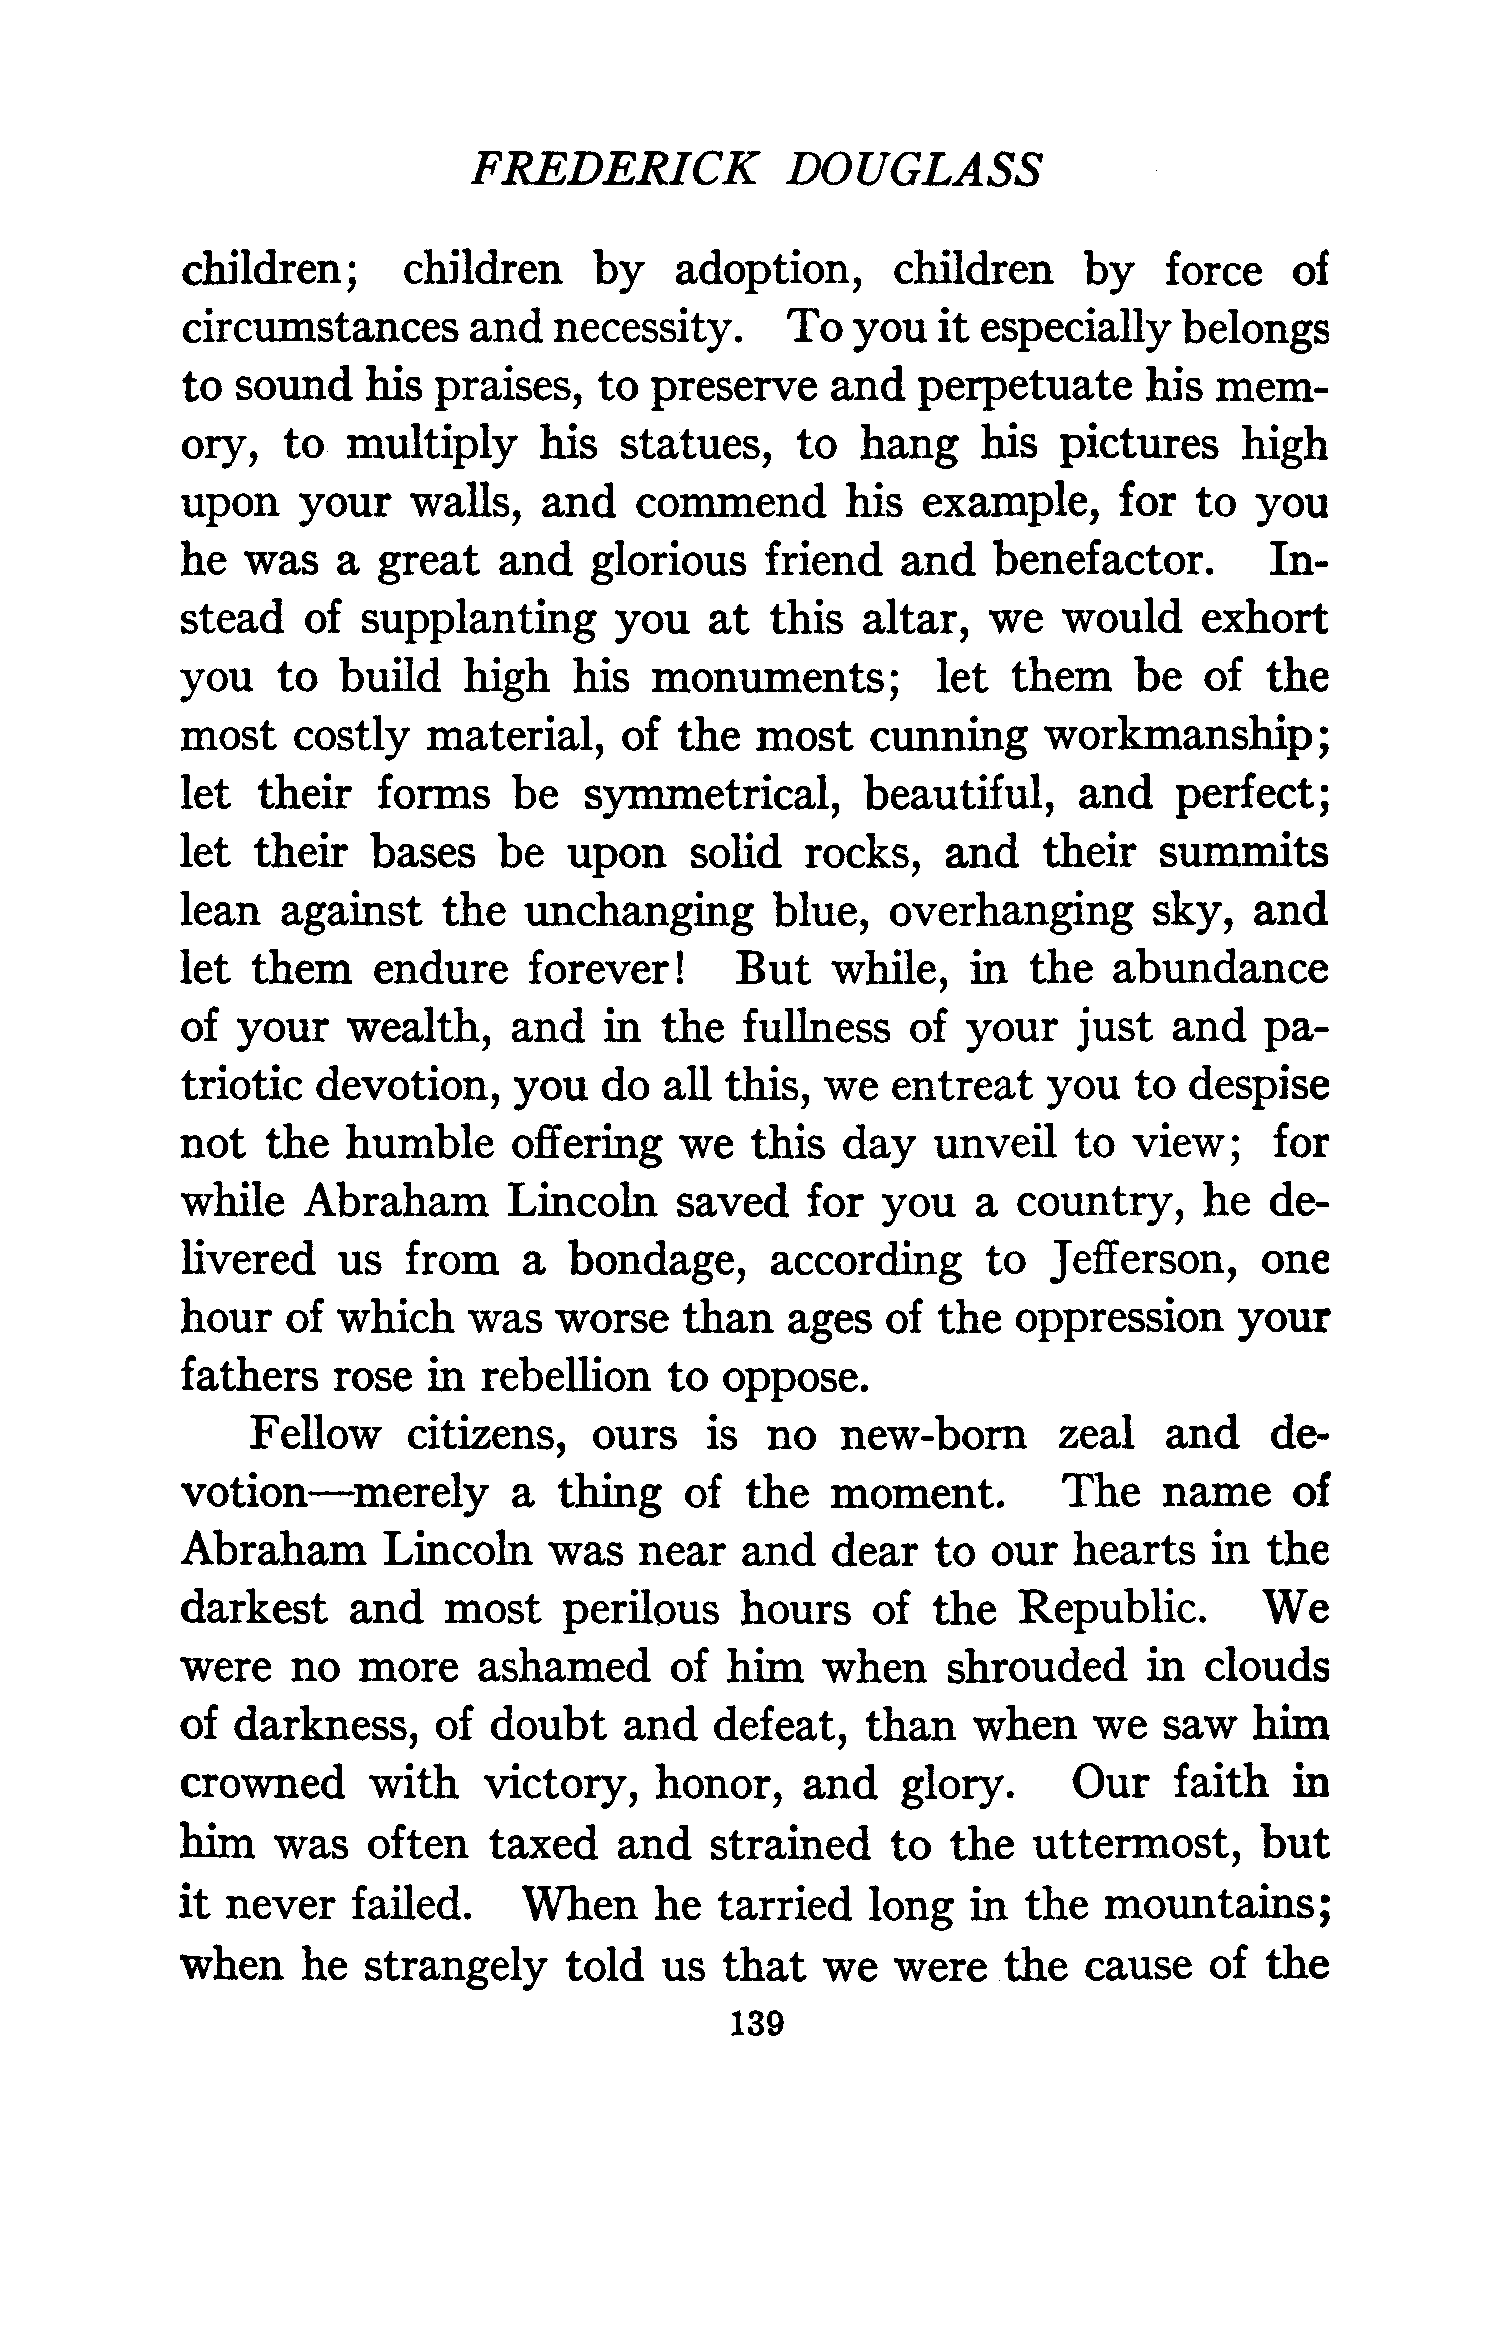 FREDERICK DOUGLASS
children; children by adoption, children by force of
circumstances and necessity. To you it especially belongs
to sound his praises, to preserve and perpetuate his mem-
ory, to multiply his statues, to hang his pictures high
upon your walls, and commend his example, for to you
he was a great and glorious friend and benefactor. In-
stead of supplanting you at this altar, we would exhort
you to build high his monuments; let them be of the
most costly material, of the most cunning workmanship;
let their forms be symmetrical, beautiful, and perfect;
let their bases be upon solid rocks, and their summits
lean against the unchanging blue, overhanging sky, and
let them endure forever! But while, in the abundance
of your wealth, and in the fullness of your just and pa-
triotic devotion, you do all this, we entreat you to despise
not the humble offering we this day unveil to view; for
while Abraham Lincoln saved for you a country, he de-
livered us from a bondage, according to Jefferson, one
hour of which was worse than ages of the oppression your
fathers rose in rebellion to oppose.
Fellow citizens, ours is no new-born zeal and de-
votion—merely a thing of the moment. The name of
Abraham Lincoln was near and dear to our hearts in the
darkest and most perilous hours of the Republic. We
were no more ashamed of him when shrouded in clouds
of darkness, of doubt and defeat, than when we saw him
crowned with victory, honor, and glory. Our faith in
him was often taxed and strained to the uttermost, but
it never failed. When he tarried long in the mountains;
when he strangely told us that we were the cause of the
139